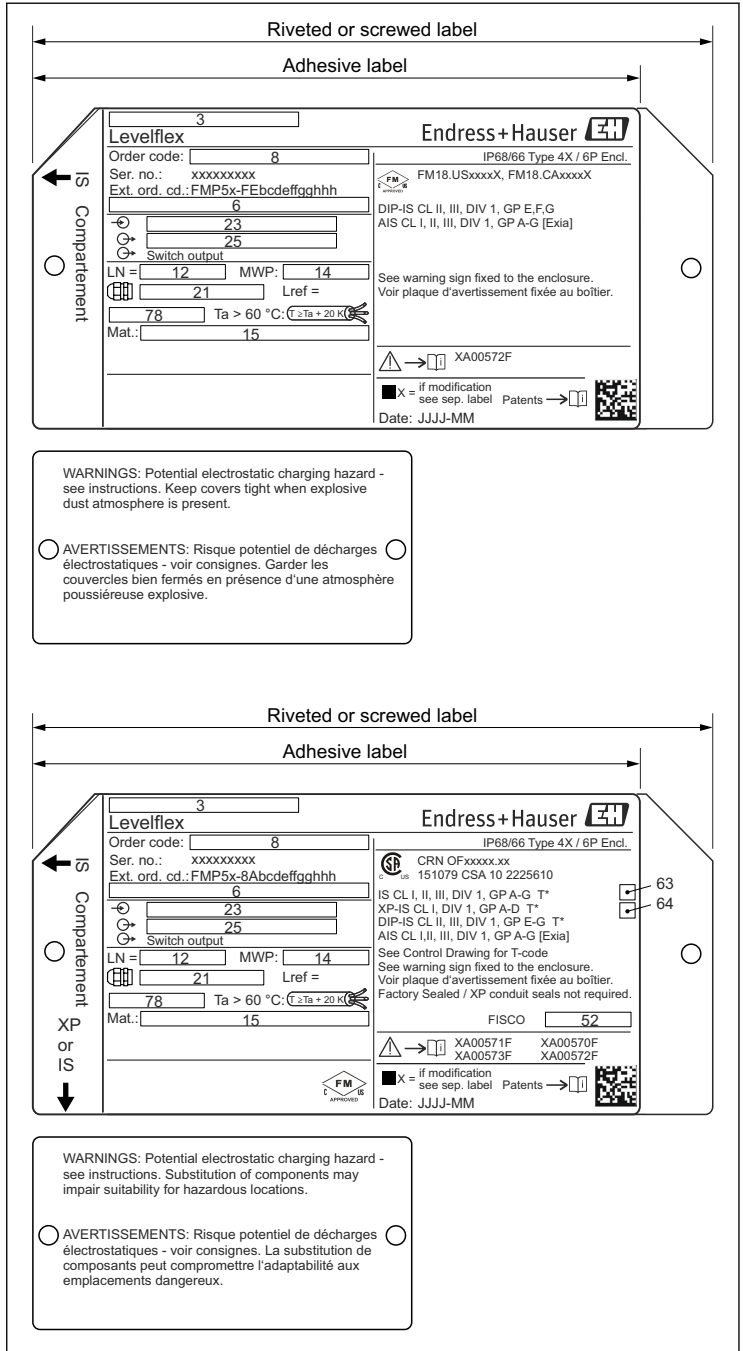 Riveted or screwed label
Adhesive label
3
Levelflex
Endress+Hauser EH
Order code: 8
Ser. no.: xxxxxxxxx
Ext. ord. cd.:FMP5x-FEbcdeffgghhh
6
23
25
Switch output
LN = 12 MWP: 14
21 Lref =
78 Ta > 60 °C: T ≥Ta + 20 K
Mat.: 15
IS Compartement
IP68/66 Type 4X / 6P Encl.
C FM US APPROVED FM18.USxxxxX, FM18.CAxxxxX
DIP-IS CL II, III, DIV 1, GP E,F,G
AIS CL I, II, III, DIV 1, GP A-G [Exia]
See warning sign fixed to the enclosure.
Voir plaque d‘avertissement fixée au boîtier.
XA00572F
X = if modification
see sep. label Patents
i
Date: JJJJ-MM
WARNINGS: Potential electrostatic charging hazard -
see instructions. Keep covers tight when explosive
dust atmosphere is present.
AVERTISSEMENTS: Risque potentiel de décharges
électrostatiques - voir consignes. Garder les
couvercles bien fermés en présence d‘une atmosphère
poussiéreuse explosive.
Riveted or screwed label
Adhesive label
3
Levelflex
Endress+Hauser EH
Order code: 8
Ser. no.: xxxxxxxxx
Ext. ord. cd.:FMP5x-8Abcdeffgghhh
6
23
25
Switch output
LN = 12 MWP: 14
21 Lref =
78 Ta > 60 °C: T ≥Ta + 20 K
Mat.: 15
C FM US APPROVED
IS Compartement
XP
or
IS
IP68/66 Type 4X / 6P Encl.
C SA US CRN OFxxxxx.xx
151079 CSA 10 2225610
IS CL I, II, III, DIV 1, GP A-G T* 63
XP-IS CL I, DIV 1, GP A-D T* 64
DIP-IS CL II, III, DIV 1, GP E-G T*
AIS CL I,II, III, DIV 1, GP A-G [Exia]
See Control Drawing for T-code
See warning sign fixed to the enclosure.
Voir plaque d‘avertissement fixée au boîtier.
Factory Sealed / XP conduit seals not required.
FISCO 52
i XA00571F XA00570F
XA00573F XA00572F
X = if modification
see sep. label Patents
i
Date: JJJJ-MM
WARNINGS: Potential electrostatic charging hazard -
see instructions. Substitution of components may
impair suitability for hazardous locations.
AVERTISSEMENTS: Risque potentiel de décharges
électrostatiques - voir consignes. La substitution de
composants peut compromettre l‘adaptabilité aux
emplacements dangereux.